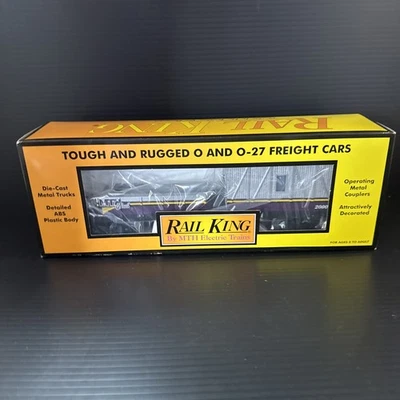 RAIL KING
TOUGH AND RUGGED O AND O-27 FREIGHT CARS
Die-Cast
Metal Trucks
Detailed
ABS
Plastic Body
Operating
Metal
Couplers
Attractively
Decorated
2000
RAIL KING
By MTH Electric Trains